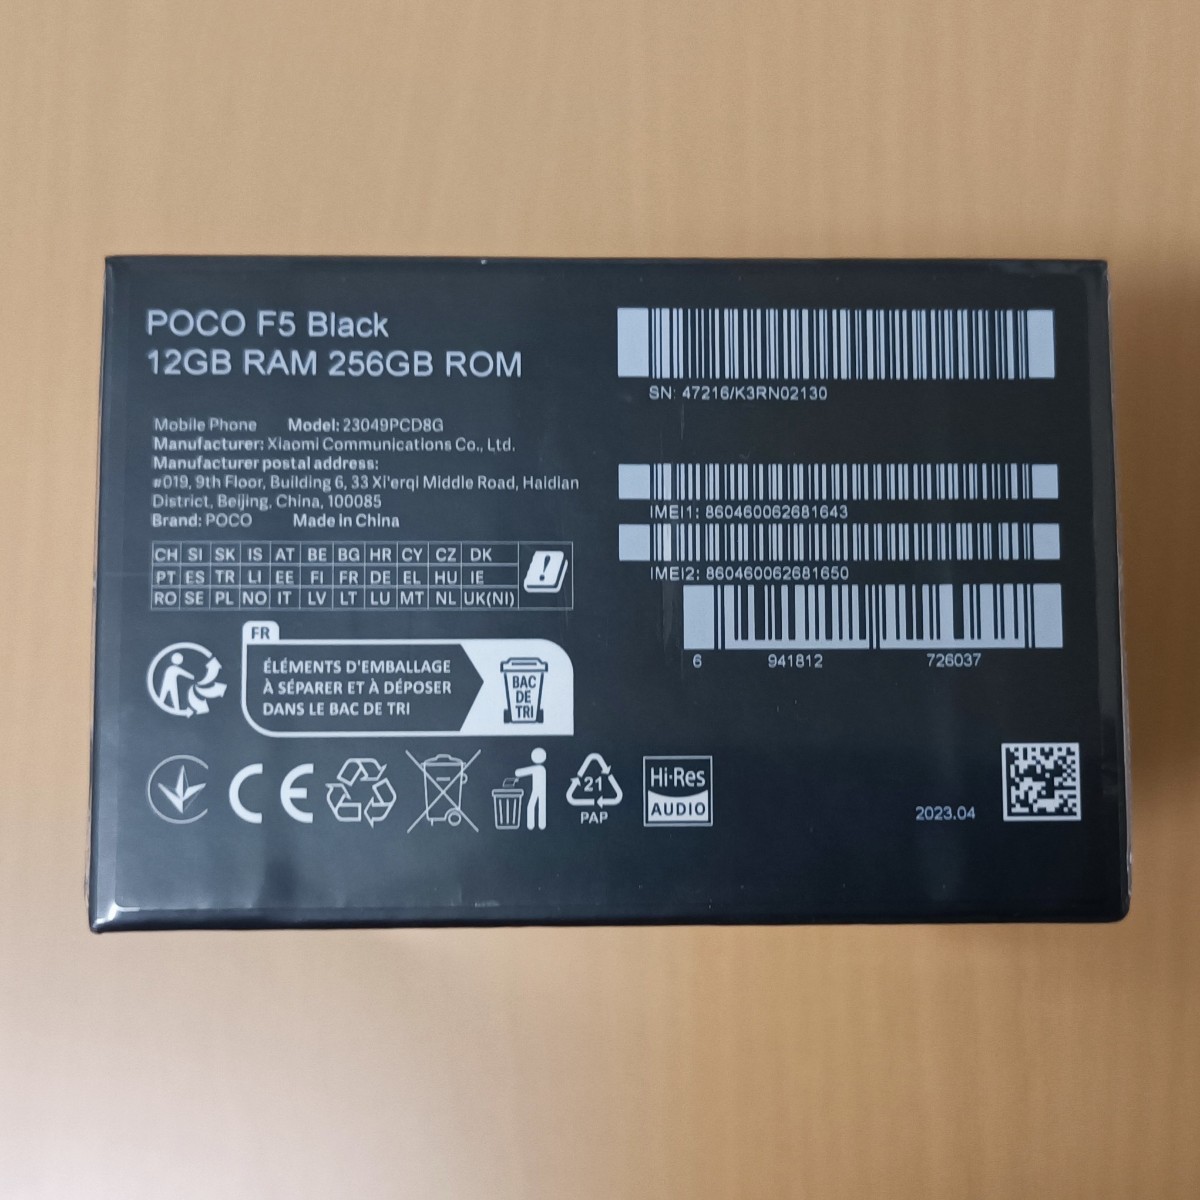 POCO F5 Black
12GB RAM 256GB ROM
Mobile Phone Model: 23049PCD8G
Manufacturer: Xiaomi Communications Co., Ltd.
Manufacturer postal address:
#019, 9th Floor, Building 6, 33 Xi'erqi Middle Road, Haidian
District, Beijing, China, 100085
Brand: POCO Made in China
CH SI SK IS AT BE BG HR CY CZ DK
PT ES TR LI EE FI FR DE EL HU IE
RO SE PL NO IT LV LT LU MT NL UK(NI)
FR
ÉLÉMENTS D'EMBALLAGE
À SÉPARER ET À DÉPOSER
DANS LE BAC DE TRI
BAC
DE
TRI
CE
21
PAP
Hi-Res
AUDIO
SN: 47216/K3RN02130
IMEI1: 860460062681643
IMEI2: 860460062681650
6 941812 726037
2023.04